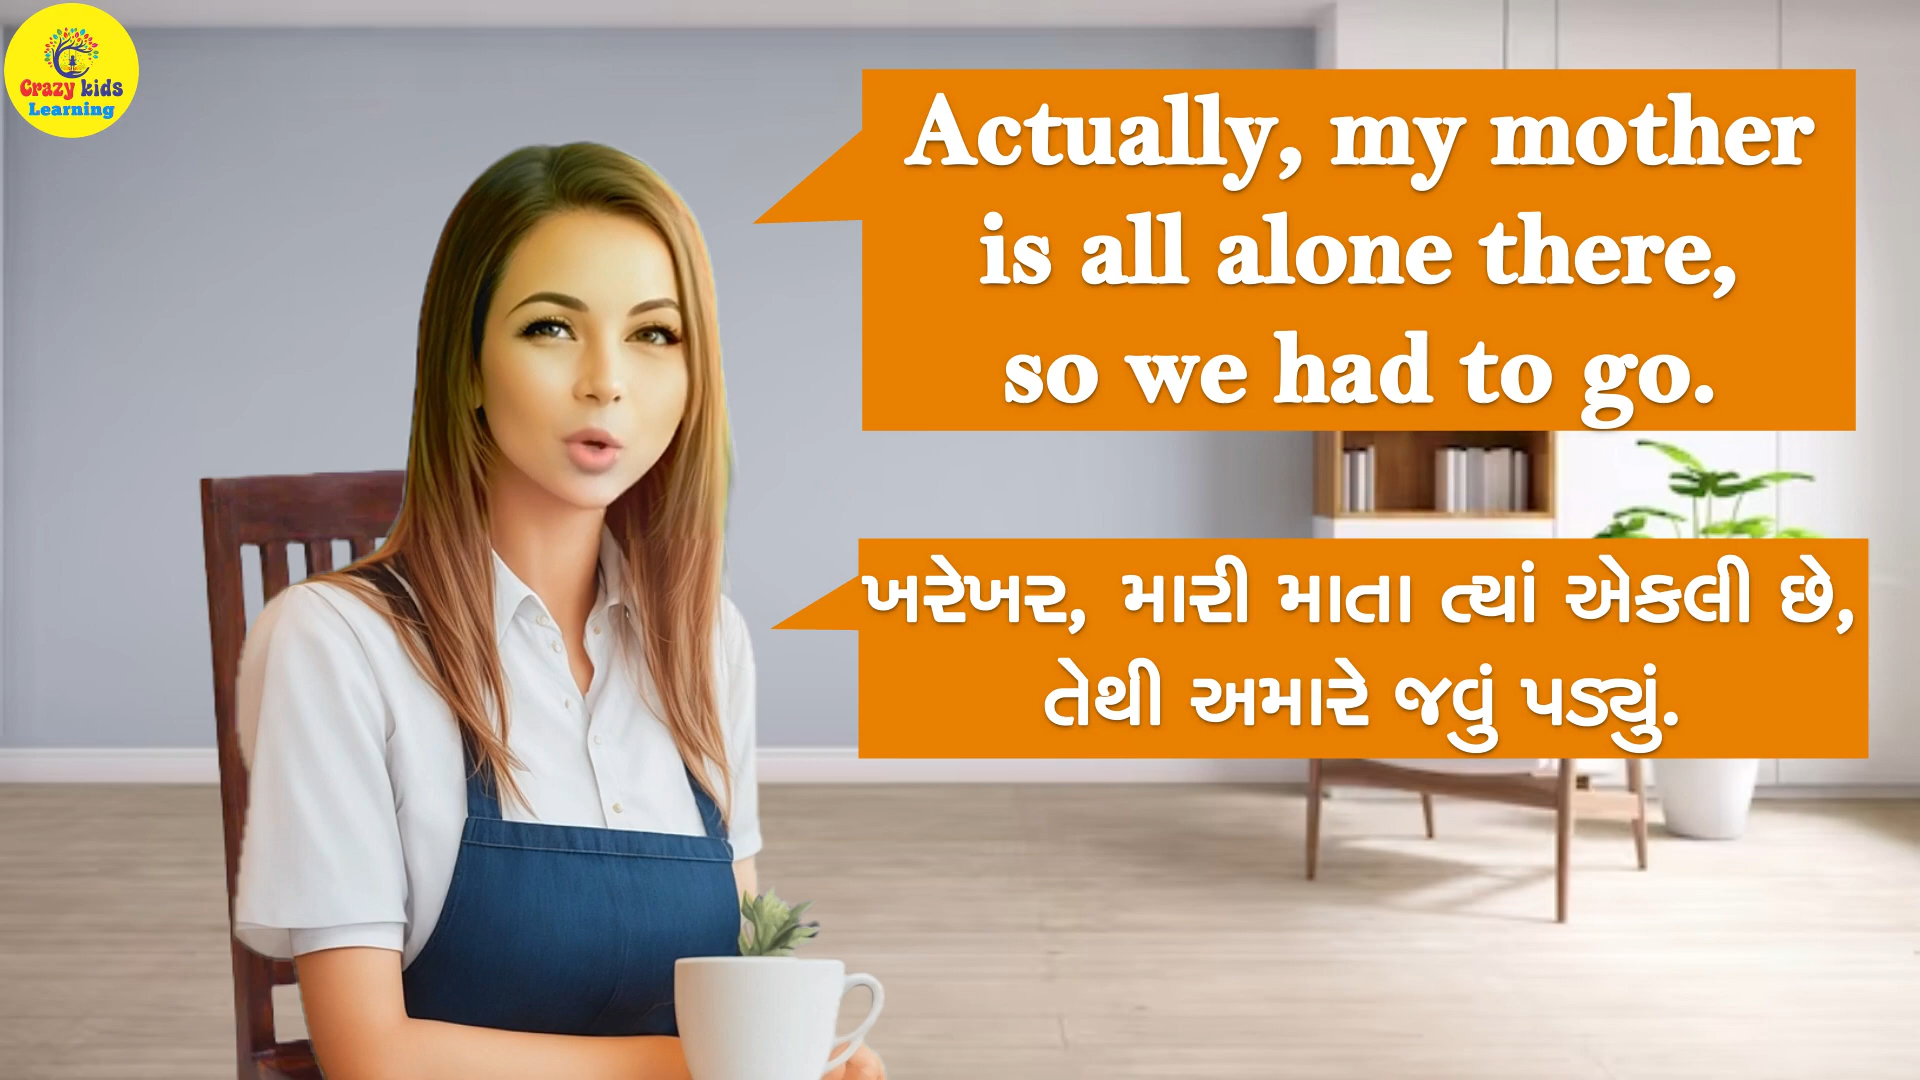 Crazy kids
Learning
Actually, my mother
is all alone there,
so we had to go.
ખરેખર, મારી માતા ત્યાં એકલી છે,
તેથી અમારે જવું પડ્યું.